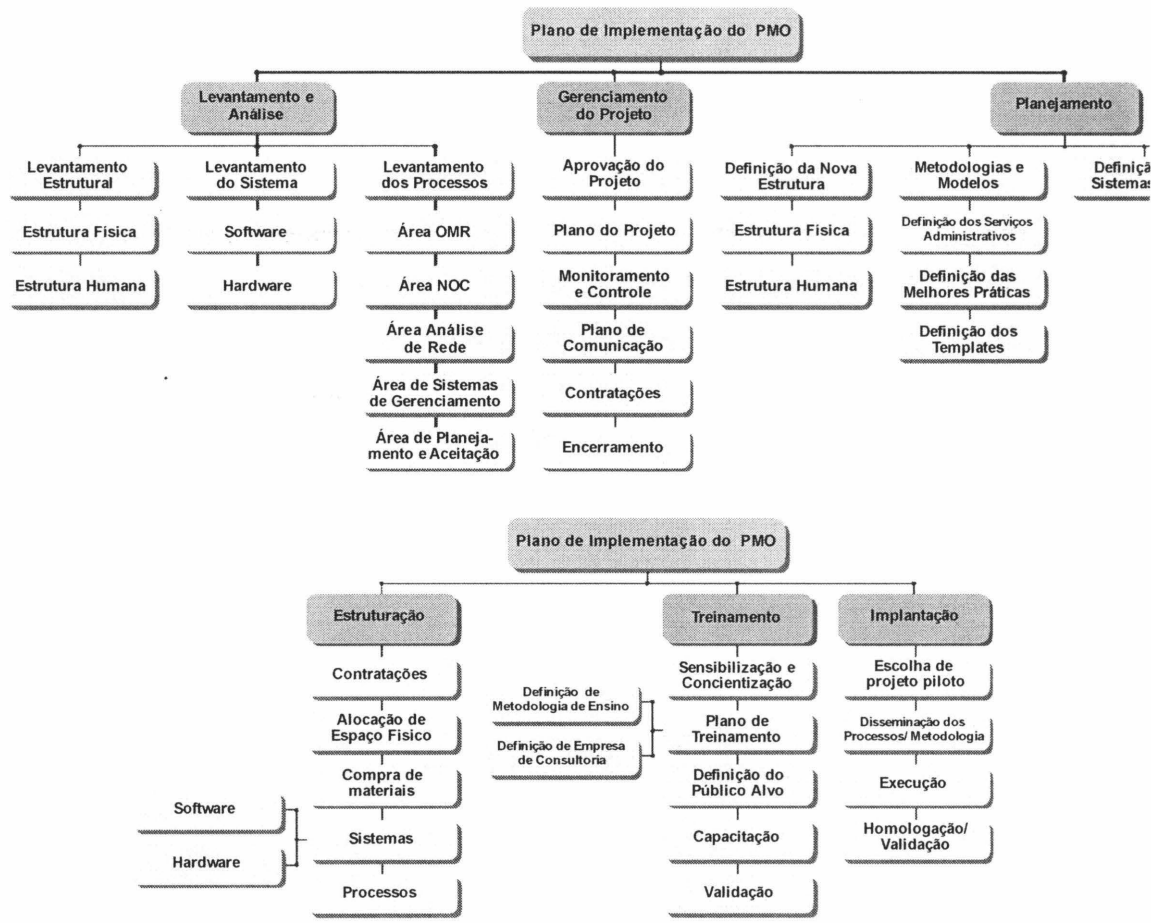 Plano de Implementação do PMO
Levantamento e
Análise
Gerenciamento
do Projeto
Planejamento
Levantamento
Estrutural
Levantamento
do Sistema
Levantamento
dos Processos
Aprovação do
Projeto
Definição da Nova
Estrutura
Metodologias e
Modelos
Sistemas
Estrutura Fisica
Software
Área OMR
Plano do Projeto
Estrutura Fisica
Definição dos Serviços
Administrativos
Estrutura Humana
Hardware
Área NOC
Monitoramento
e Controle
Estrutura Humana
Definição das
Melhores Práticas
Área Análise
de Rede
Plano de
Comunicação
Definição dos
Templates
Área de Sistemas
de Gerenciamento
Contratações
Área de Planeja-
mento e Aceitação
Encerramento
Plano de Implementação do PMO
Estruturação
Treinamento
Implantação
Contratações
Sensibilização e
Concientização
Escolha de
projeto piloto
Definição de
Metodologia de Ensino
Alocação de
Espaço Fisico
Plano de
Treinamento
Disseminação dos
Processos/ Metodologia
Definição de Empresa
de Consultoria
Compra de
materiais
Definição do
Público Alvo
Execução
Software
Sistemas
Capacitação
Homologação/
Validação
Hardware
Processos
Validação